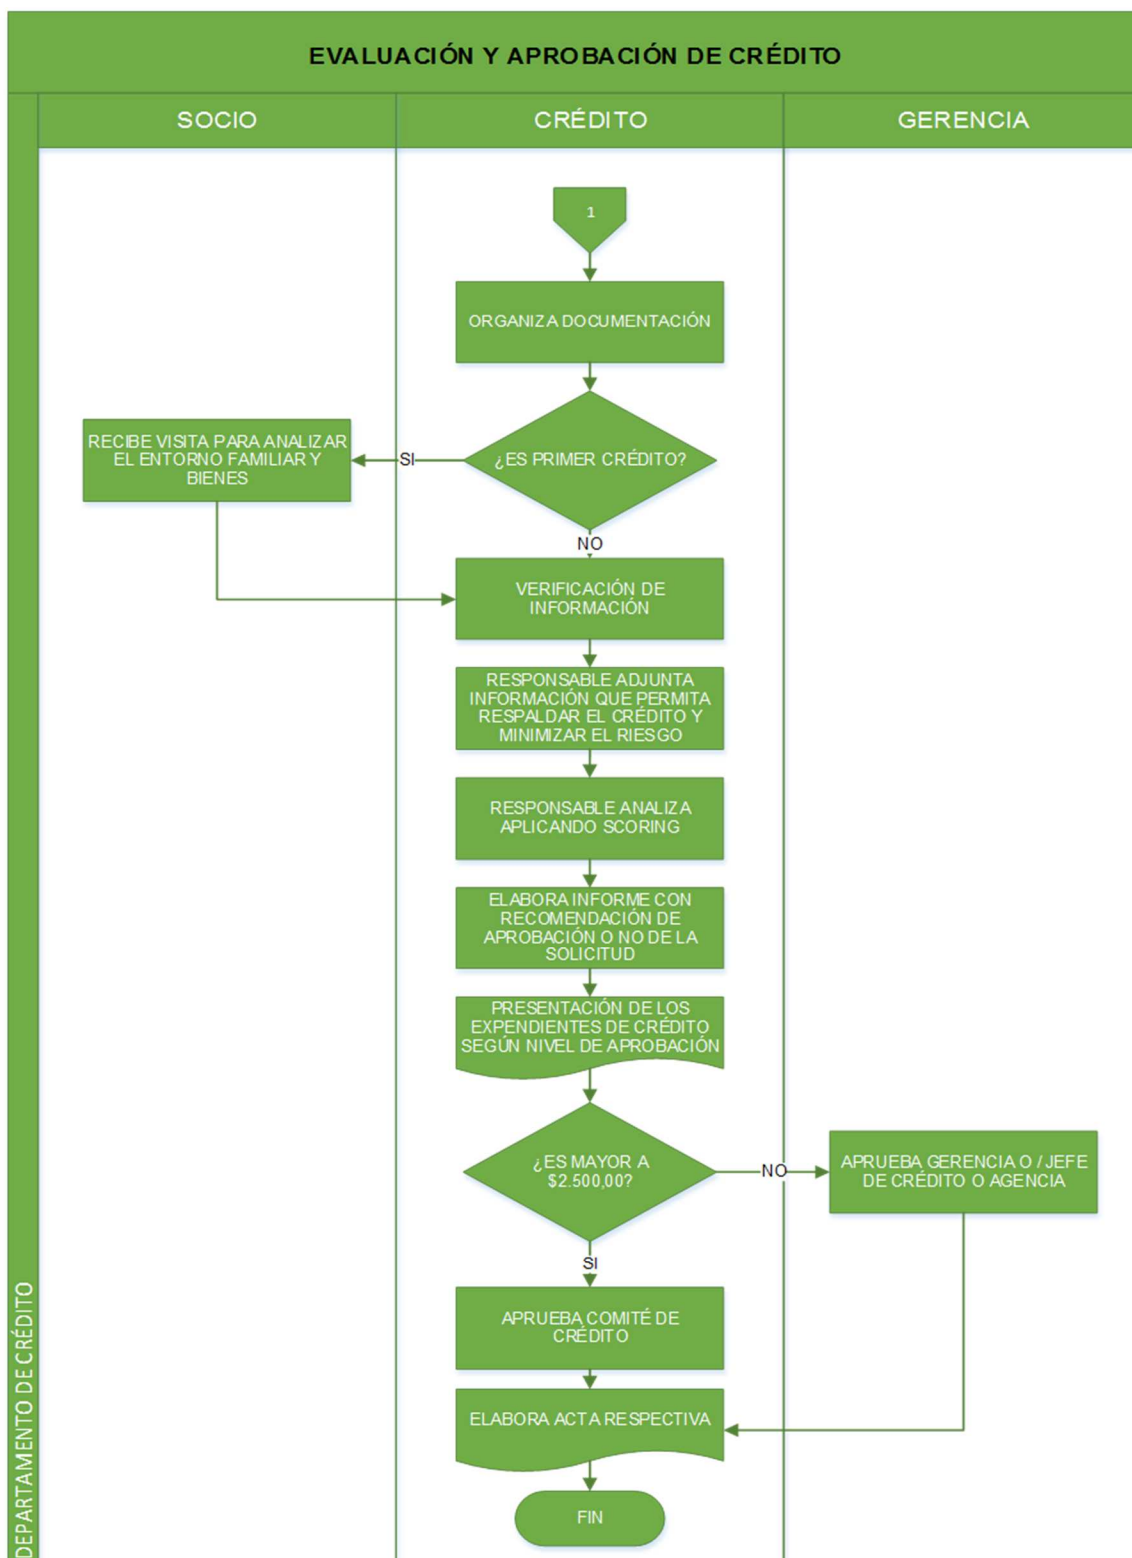 EVALUACIÓN Y APROBACIÓN DE CRÉDITO
SOCIO
CRÉDITO
GERENCIA
1
ORGANIZA DOCUMENTACIÓN
¿ES PRIMER CRÉDITO?
SI
RECIBE VISITA PARA ANALIZAR
EL ENTORNO FAMILIAR Y
BIENES
NO
VERIFICACIÓN DE
INFORMACIÓN
RESPONSABLE ADJUNTA
INFORMACIÓN QUE PERMITA
RESPALDAR EL CRÉDITO Y
MINIMIZAR EL RIESGO
RESPONSABLE ANALIZA
APLICANDO SCORING
ELABORA INFORME CON
RECOMENDACIÓN DE
APROBACIÓN O NO DE LA
SOLICITUD
PRESENTACIÓN DE LOS
EXPENDIENTES DE CRÉDITO
SEGÚN NIVEL DE APROBACIÓN
¿ES MAYOR A
$2.500,00?
NO
APRUEBA GERENCIA O / JEFE
DE CRÉDITO O AGENCIA
SI
APRUEBA COMITÉ DE
CRÉDITO
ELABORA ACTA RESPECTIVA
FIN
DEPARTAMENTO DE CRÉDITO